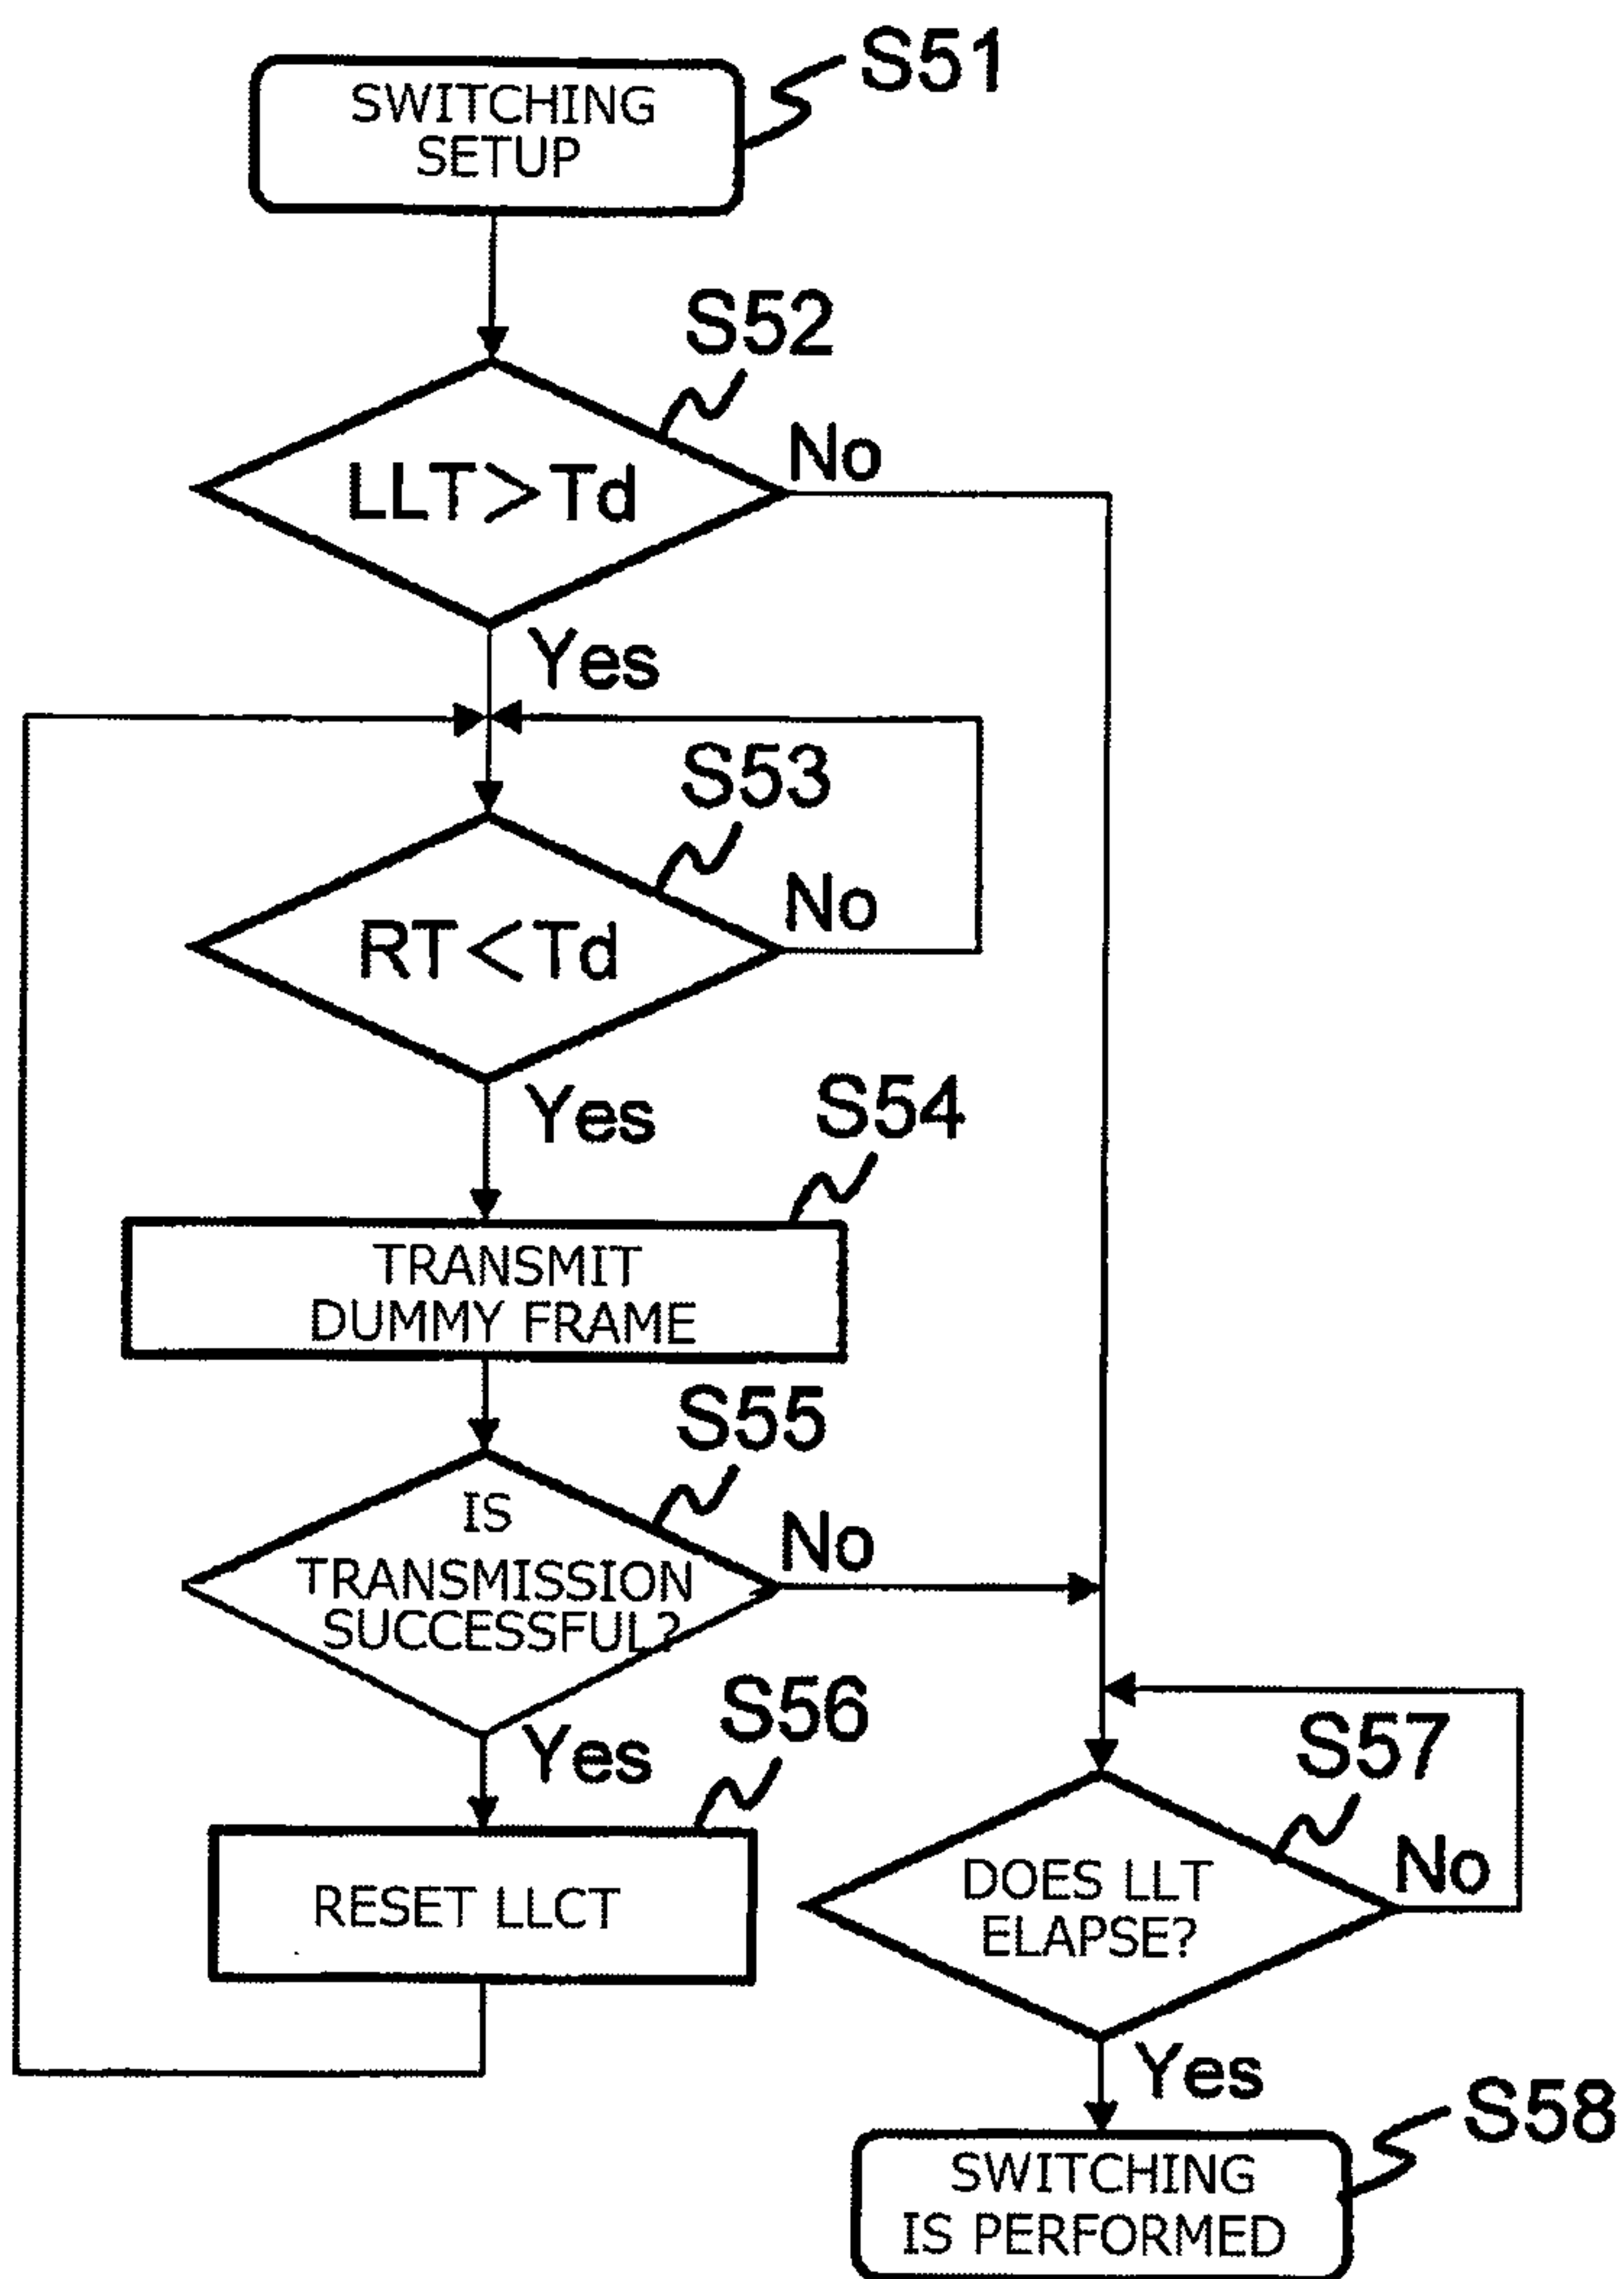 S51
SWITCHING
SETUP
S52
LLT>Td
No
Yes
S53
RT<Td
No
Yes
S54
TRANSMIT
DUMMY FRAME
S55
IS
TRANSMISSION
SUCCESSFUL?
No
Yes
S56
RESET LLCT
S57
DOES LLT
ELAPSE?
No
Yes
S58
SWITCHING
IS PERFORMED